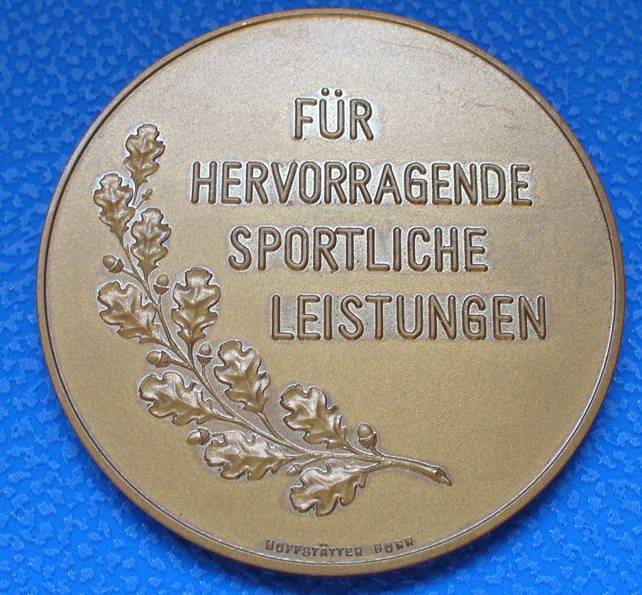 FÜR
HERVORRAGENDE
SPORTLICHE
LEISTUNGEN
HOFFSTÄTTER BONN